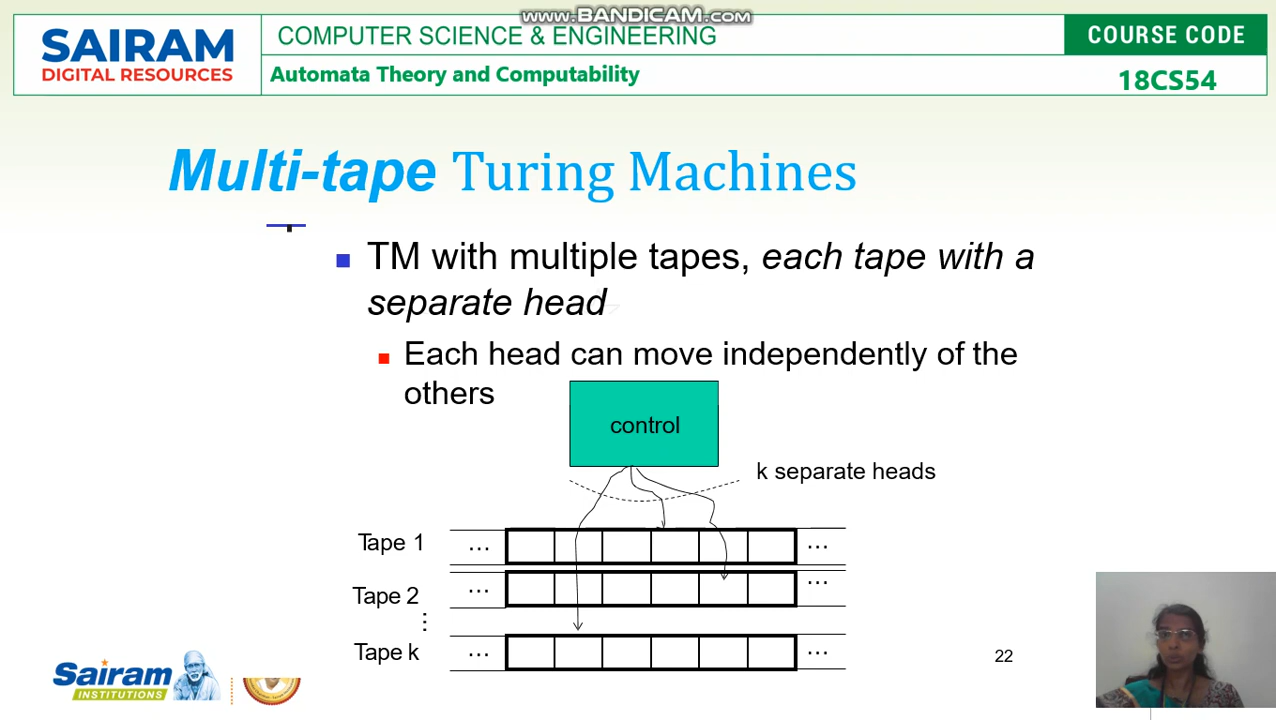 www.BANDICAM.com
SAIRAM
DIGITAL RESOURCES
COMPUTER SCIENCE & ENGINEERING
COURSE CODE
Automata Theory and Computability
18CS54
Multi-tape Turing Machines
TM with multiple tapes, each tape with a
separate head
Each head can move independently of the
others
control
k separate heads
Tape 1
... ...
Tape 2
... ...
⋮
Tape k
... ...
22
Sairam
INSTITUTIONS